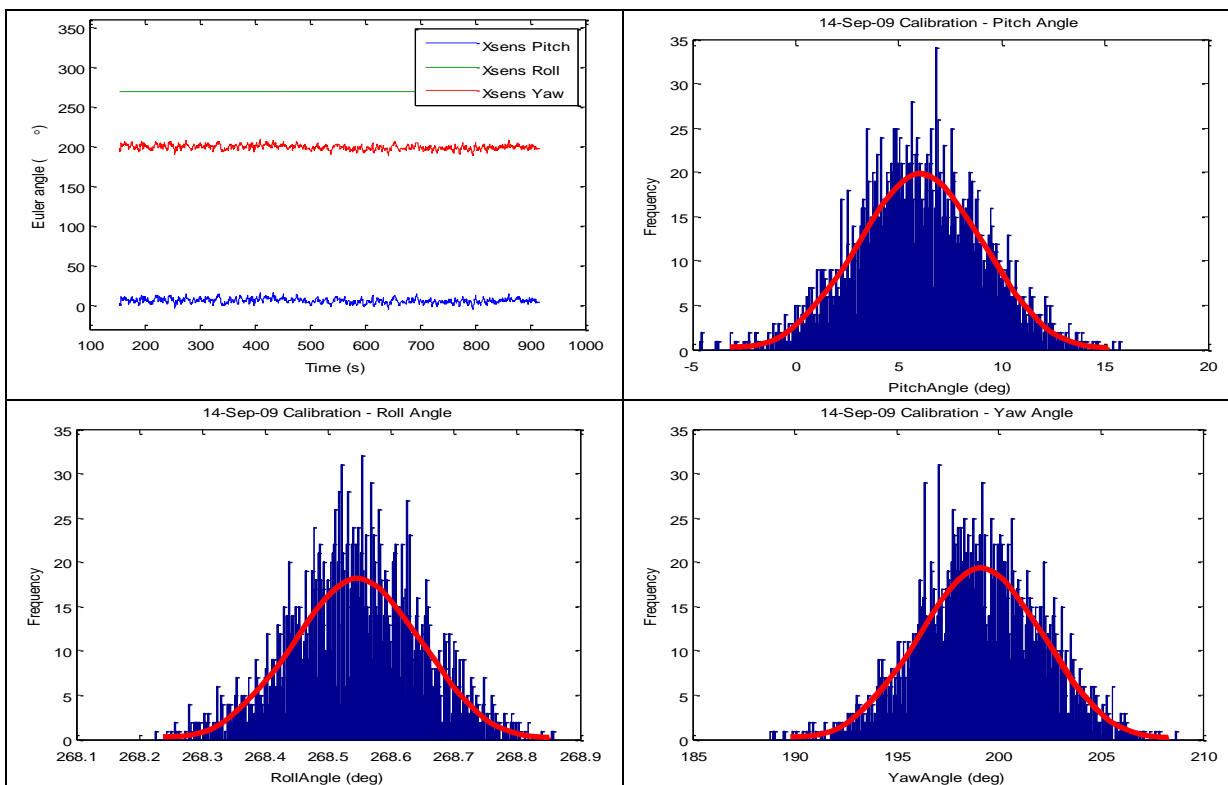 350
300
250
200
150
100
50
0
Euler angle ( °)
100 200 300 400 500 600 700 800 900 1000
Time (s)
Xsens Pitch
Xsens Roll
Xsens Yaw
14-Sep-09 Calibration - Pitch Angle
35
30
25
20
15
10
5
0
Frequency
-5 0 5 10 15 20
PitchAngle (deg)
14-Sep-09 Calibration - Roll Angle
35
30
25
20
15
10
5
0
Frequency
268.1 268.2 268.3 268.4 268.5 268.6 268.7 268.8 268.9
RollAngle (deg)
14-Sep-09 Calibration - Yaw Angle
35
30
25
20
15
10
5
0
Frequency
185 190 195 200 205 210
YawAngle (deg)